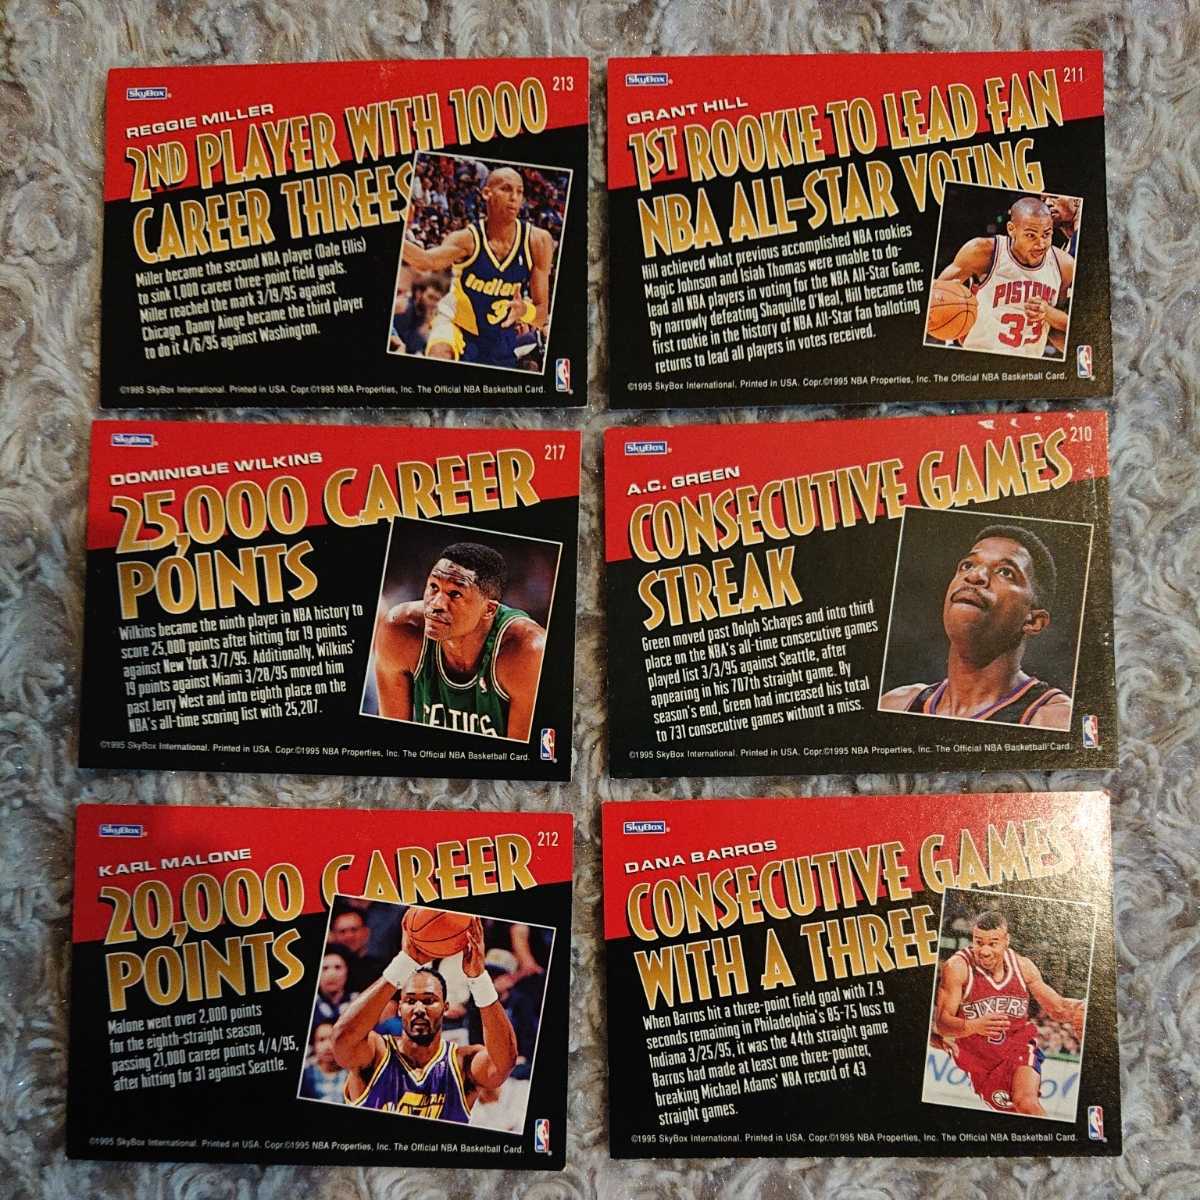 SkyBox
213
REGGIE MILLER
2ND PLAYER WITH 1000
CAREER THREES
Miller became the second NBA player (Dale Ellis)
to sink 1,000 career three-point field goals.
Miller reached the mark 3/19/95 against
Chicago. Danny Ainge became the third player
to do it 4/6/95 against Washington.
Indiana
3
©1995 SkyBox International. Printed in USA. Copr.©1995 NBA Properties, Inc. The Official NBA Basketball Card.
SkyBox
211
GRANT HILL
1ST ROOKIE TO LEAD FAN
NBA ALL-STAR VOTING
Hill achieved what previous accomplished NBA rookies
Magic Johnson and Isiah Thomas were unable to do-
lead all NBA players in voting for the NBA All-Star Game.
By narrowly defeating Shaquille O'Neal, Hill became the
first rookie in the history of NBA All-Star fan balloting
returns to lead all players in votes received.
PISTONS
33
©1995 SkyBox International. Printed in USA. Copr.©1995 NBA Properties, Inc. The Official NBA Basketball Card.
SkyBox
217
DOMINIQUE WILKINS
25,000 CAREER
POINTS
Wilkins became the ninth player in NBA history to
score 25,000 points after hitting for 19 points
against New York 3/7/95. Additionally, Wilkins'
19 points against Miami 3/28/95 moved him
past Jerry West and into eighth place on the
NBA's all-time scoring list with 25,207.
CELTICS
©1995 SkyBox International. Printed in USA. Copr.©1995 NBA Properties, Inc. The Official NBA Basketball Card.
SkyBox
210
A.C. GREEN
CONSECUTIVE GAMES
STREAK
Green moved past Dolph Schayes and into third
place on the NBA's all-time consecutive games
played list 3/3/95 against Seattle, after
appearing in his 707th straight game. By
season's end, Green had increased his total
to 731 consecutive games without a miss.
©1995 SkyBox International. Printed in USA. Copr.©1995 NBA Properties, Inc. The Official NBA Basketball Card.
SkyBox
212
KARL MALONE
20,000 CAREER
POINTS
Malone went over 2,000 points
for the eighth-straight season,
passing 21,000 career points 4/4/95,
after hitting for 31 against Seattle.
UTAH
©1995 SkyBox International. Printed in USA. Copr.©1995 NBA Properties, Inc. The Official NBA Basketball Card.
SkyBox
DANA BARROS
CONSECUTIVE GAMES
WITH A THREE
When Barros hit a three-point field goal with 7.9
seconds remaining in Philadelphia's 85-75 loss to
Indiana 3/25/95, it was the 44th straight game
Barros had made at least one three-pointer,
breaking Michael Adams' NBA record of 43
straight games.
SIXERS
3
©1995 SkyBox International. Printed in USA. Copr.©1995 NBA Properties, Inc. The Official NBA Basketball Card.